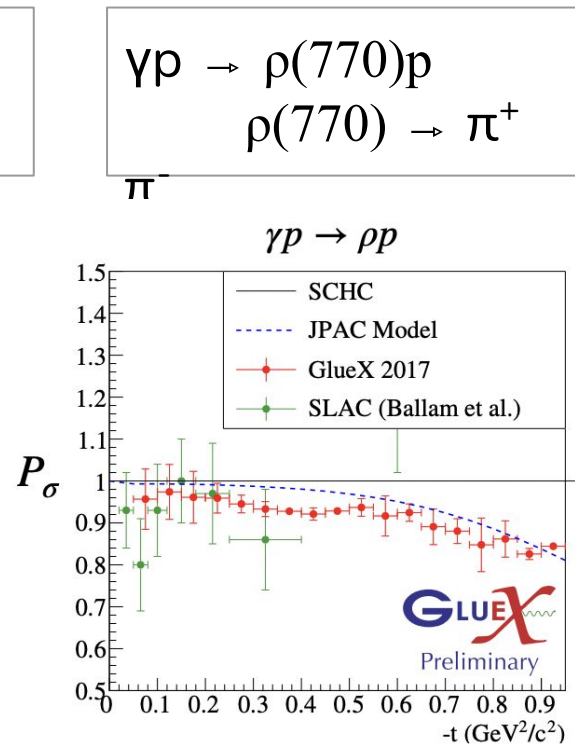 γp → ρ(770)p
ρ(770) → π⁺
π⁻
γp → ρp
SCHC
JPAC Model
GlueX 2017
SLAC (Ballam et al.)
P_σ
1.5
1.4
1.3
1.2
1.1
1
0.9
0.8
0.7
0.6
0.5
GLUEX
Preliminary
0 0.1 0.2 0.3 0.4 0.5 0.6 0.7 0.8 0.9
-t (GeV²/c²)